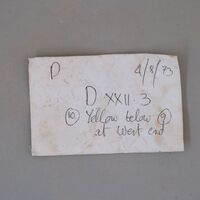 D 4/8/73
D XXII.3
(10) Yellow below (9)
at West end